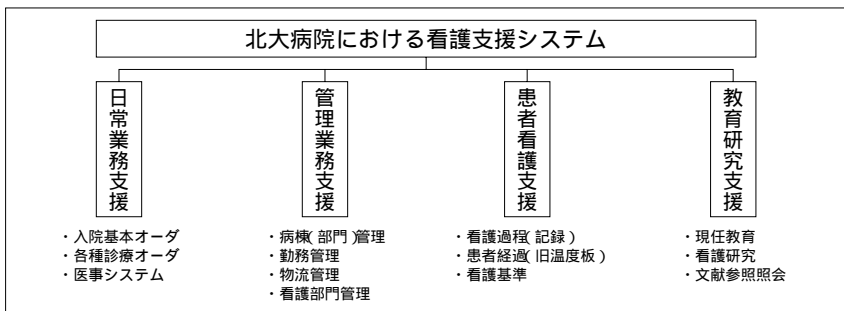 北大病院における看護支援システム
日常業務支援
・入院基本オーダ
・各種診療オーダ
・医事システム
管理業務支援
・病棟(部門)管理
・勤務管理
・物流管理
・看護部門管理
患者看護支援
・看護過程(記録)
・患者経過(旧温度板)
・看護基準
教育研究支援
・現任教育
・看護研究
・文献参照照会